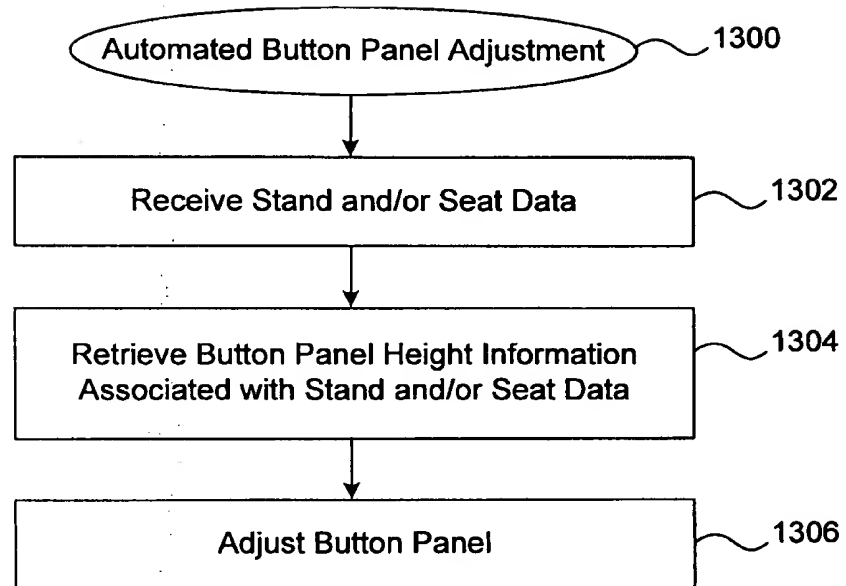 Automated Button Panel Adjustment
1300
Receive Stand and/or Seat Data
1302
Retrieve Button Panel Height Information
Associated with Stand and/or Seat Data
1304
Adjust Button Panel
1306